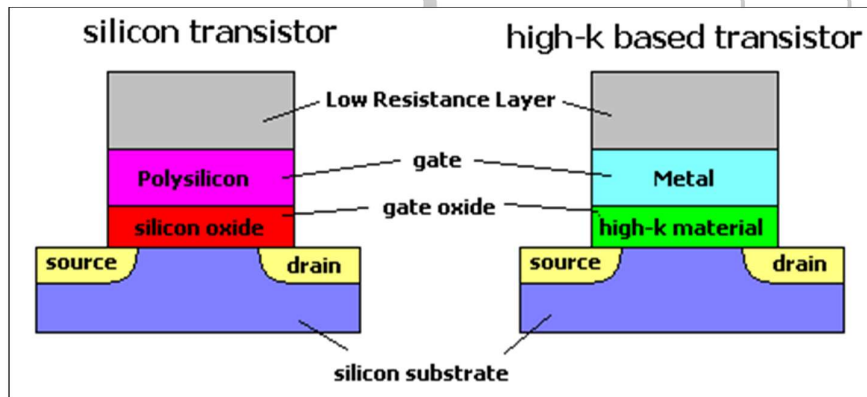 silicon transistor
high-k based transistor
Low Resistance Layer
Polysilicon
gate
Metal
silicon oxide
gate oxide
high-k material
source
drain
source
drain
silicon substrate